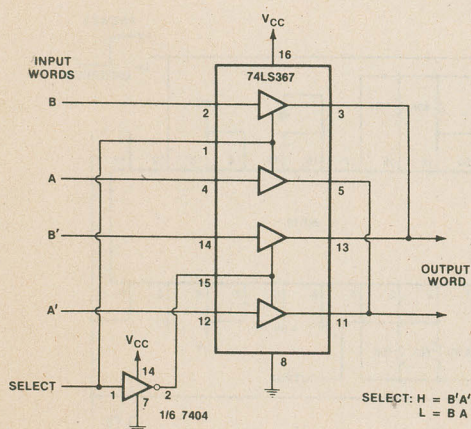 VCC
16
INPUT
WORDS
74LS367
B
2
3
1
A
4
5
B'
14
13
15
OUTPUT
WORD
A'
12
11
VCC
8
14
SELECT
1
2
7
1/6 7404
SELECT: H = B'A'
L = B A